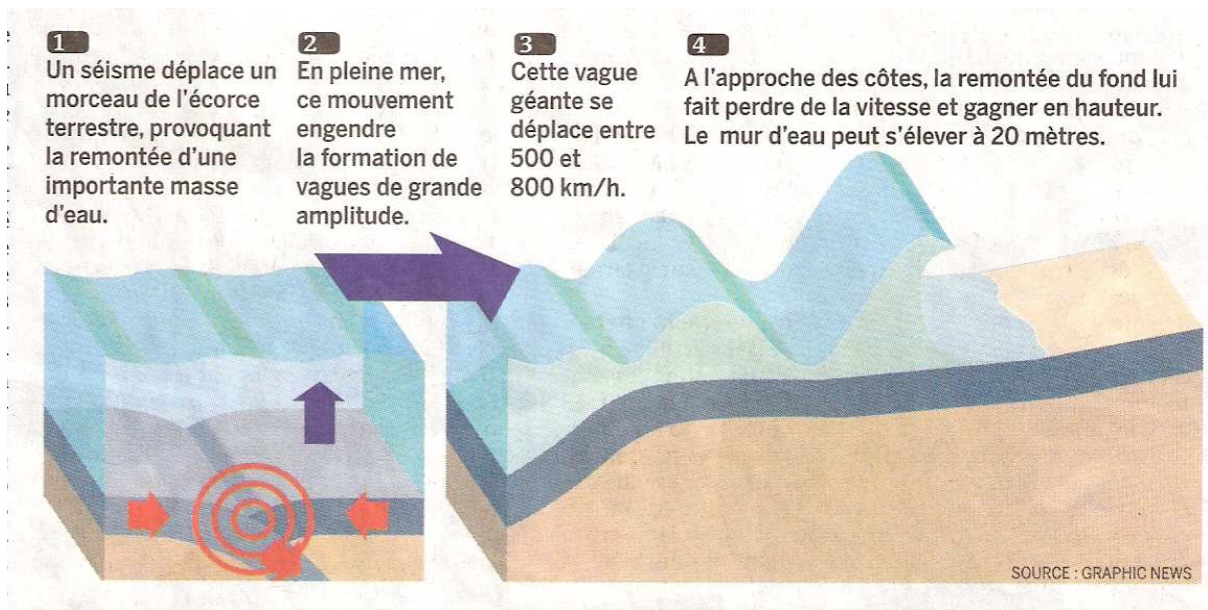 1
Un séisme déplace un
morceau de l'écorce
terrestre, provoquant
la remontée d'une
importante masse
d'eau.
2
En pleine mer,
ce mouvement
engendre
la formation de
vagues de grande
amplitude.
3
Cette vague
géante se
déplace entre
500 et
800 km/h.
4
A l'approche des côtes, la remontée du fond lui
fait perdre de la vitesse et gagner en hauteur.
Le mur d'eau peut s'élever à 20 mètres.
SOURCE : GRAPHIC NEWS